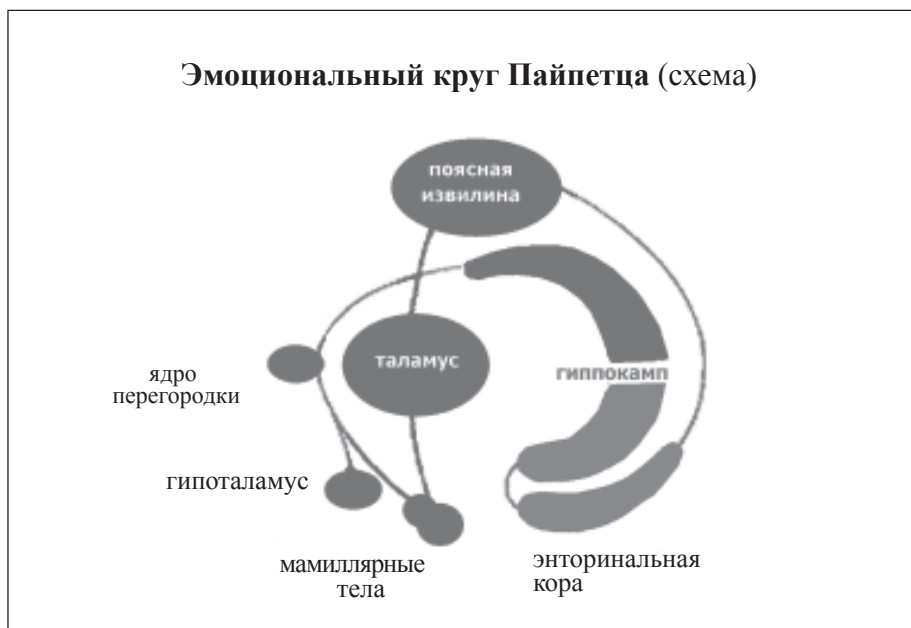 Эмоциональный круг Пайпетца (схема)
поясная
извилина
таламус
гиппокамп
ядро
перегородки
гипоталамус
мамиллярные
тела
энторинальная
кора